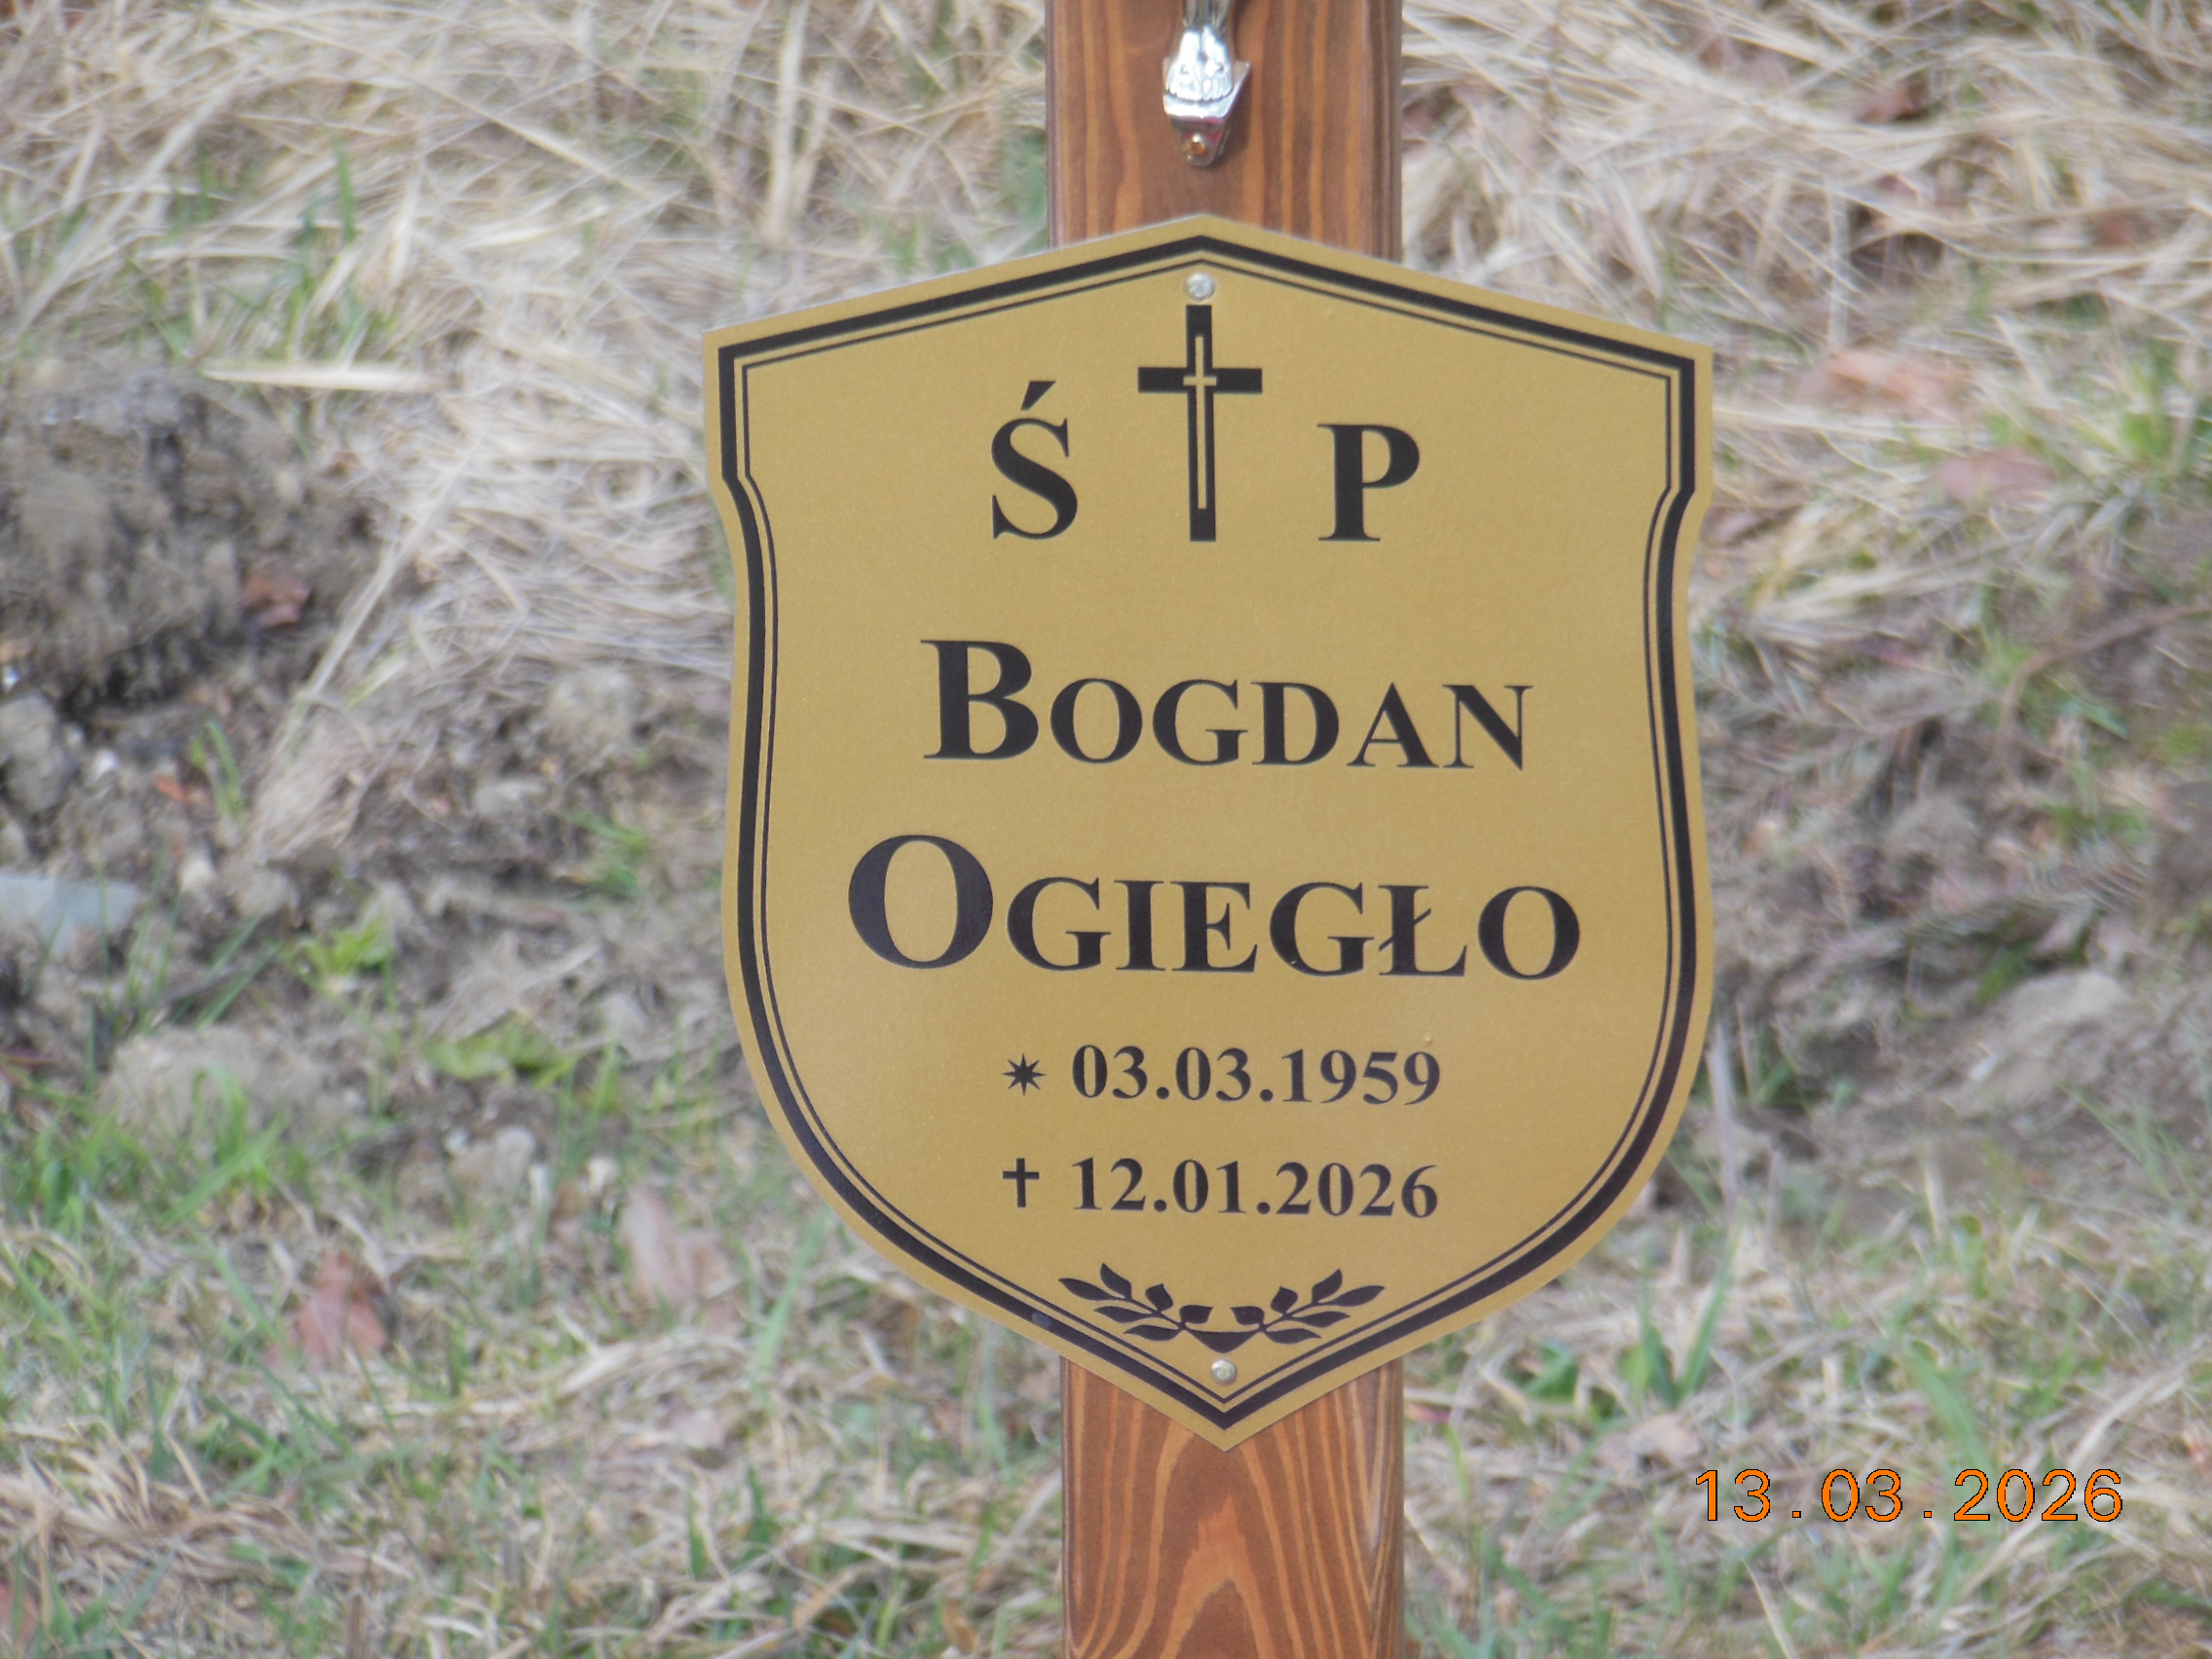 Ś P
BOGDAN
OGIEGŁO
✴ 03.03.1959
✝ 12.01.2026
13.03.2026